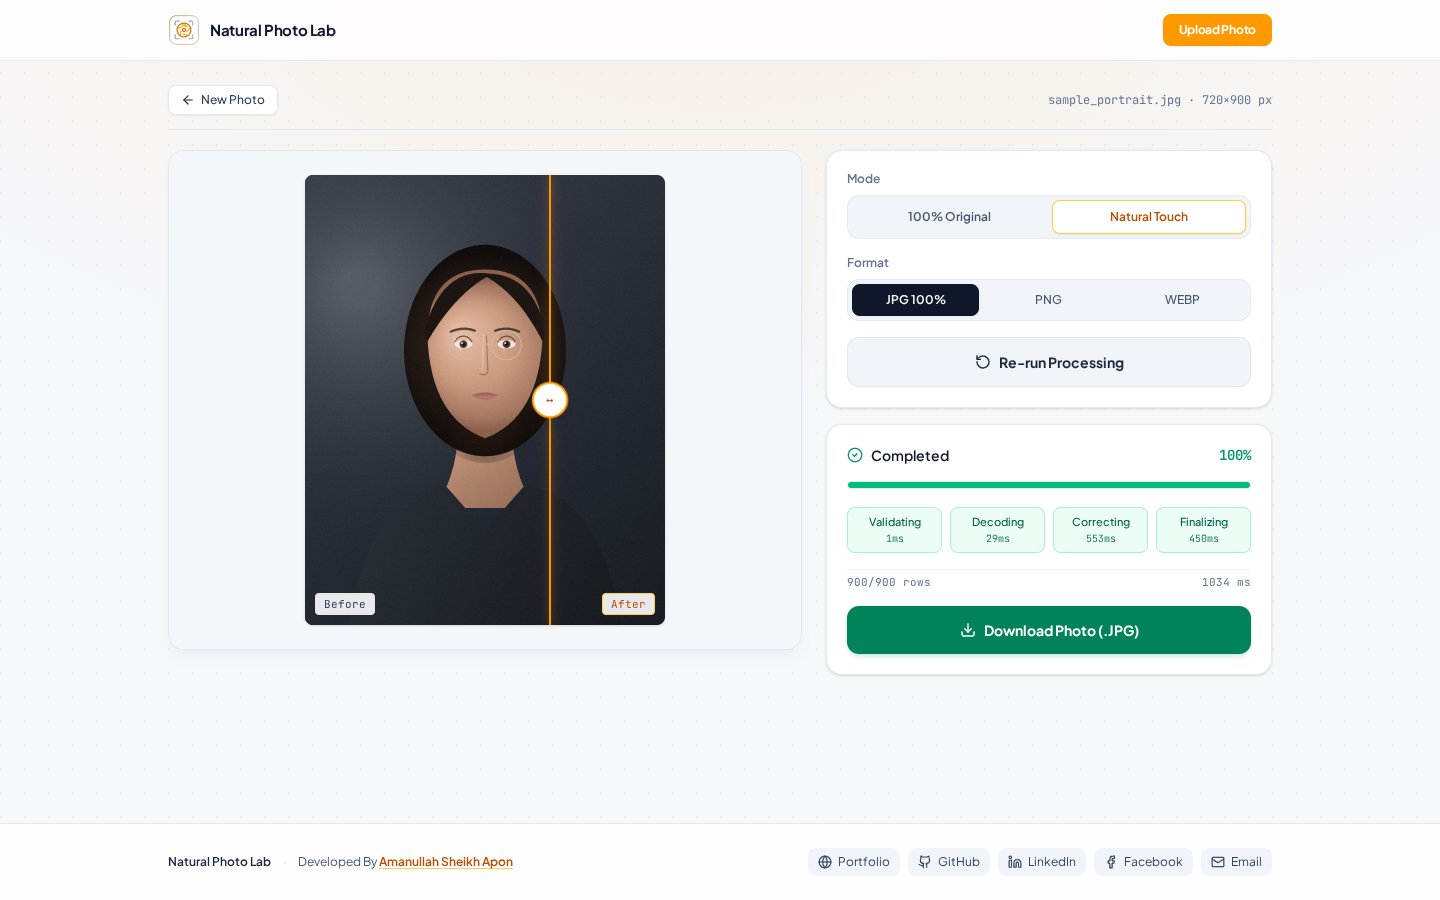 Natural Photo Lab
Upload Photo
New Photo
sample_portrait.jpg · 720×900 px
Before
After
Mode
100% Original
Natural Touch
Format
JPG 100%
PNG
WEBP
Re-run Processing
Completed
100%
Validating
1ms
Decoding
29ms
Correcting
553ms
Finalizing
450ms
900/900 rows
1034 ms
Download Photo (.JPG)
Natural Photo Lab · Developed By Amanullah Sheikh Apon
Portfolio
GitHub
LinkedIn
Facebook
Email